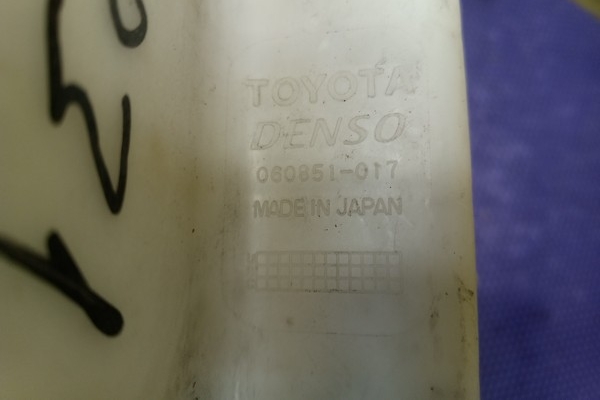 TOYOTA
DENSO
060851-017
MADE IN JAPAN